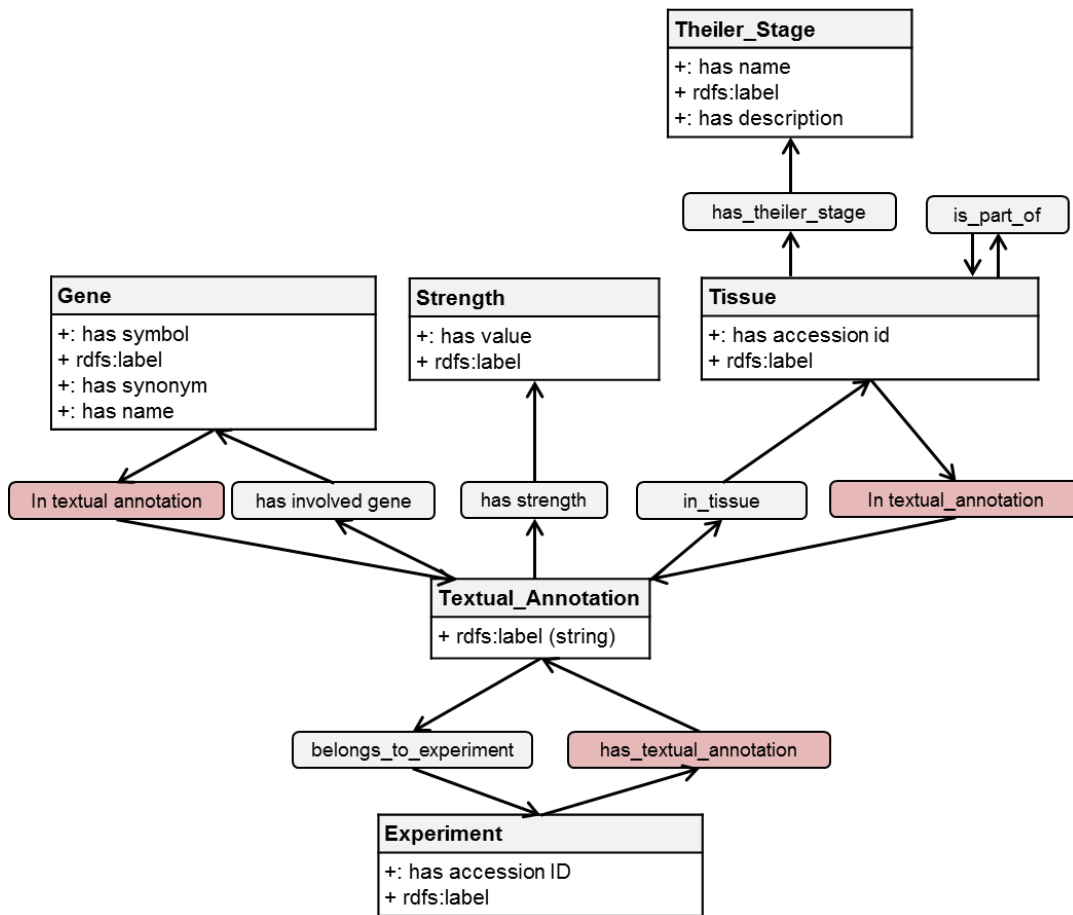 Theiler_Stage
+: has name
+ rdfs:label
+: has description
has_theiler_stage
is_part_of
Gene
+: has symbol
+ rdfs:label
+: has synonym
+: has name
Strength
+: has value
+ rdfs:label
Tissue
+: has accession id
+ rdfs:label
In textual annotation
has involved gene
has strength
in_tissue
In textual_annotation
Textual_Annotation
+ rdfs:label (string)
belongs_to_experiment
has_textual_annotation
Experiment
+: has accession ID
+ rdfs:label